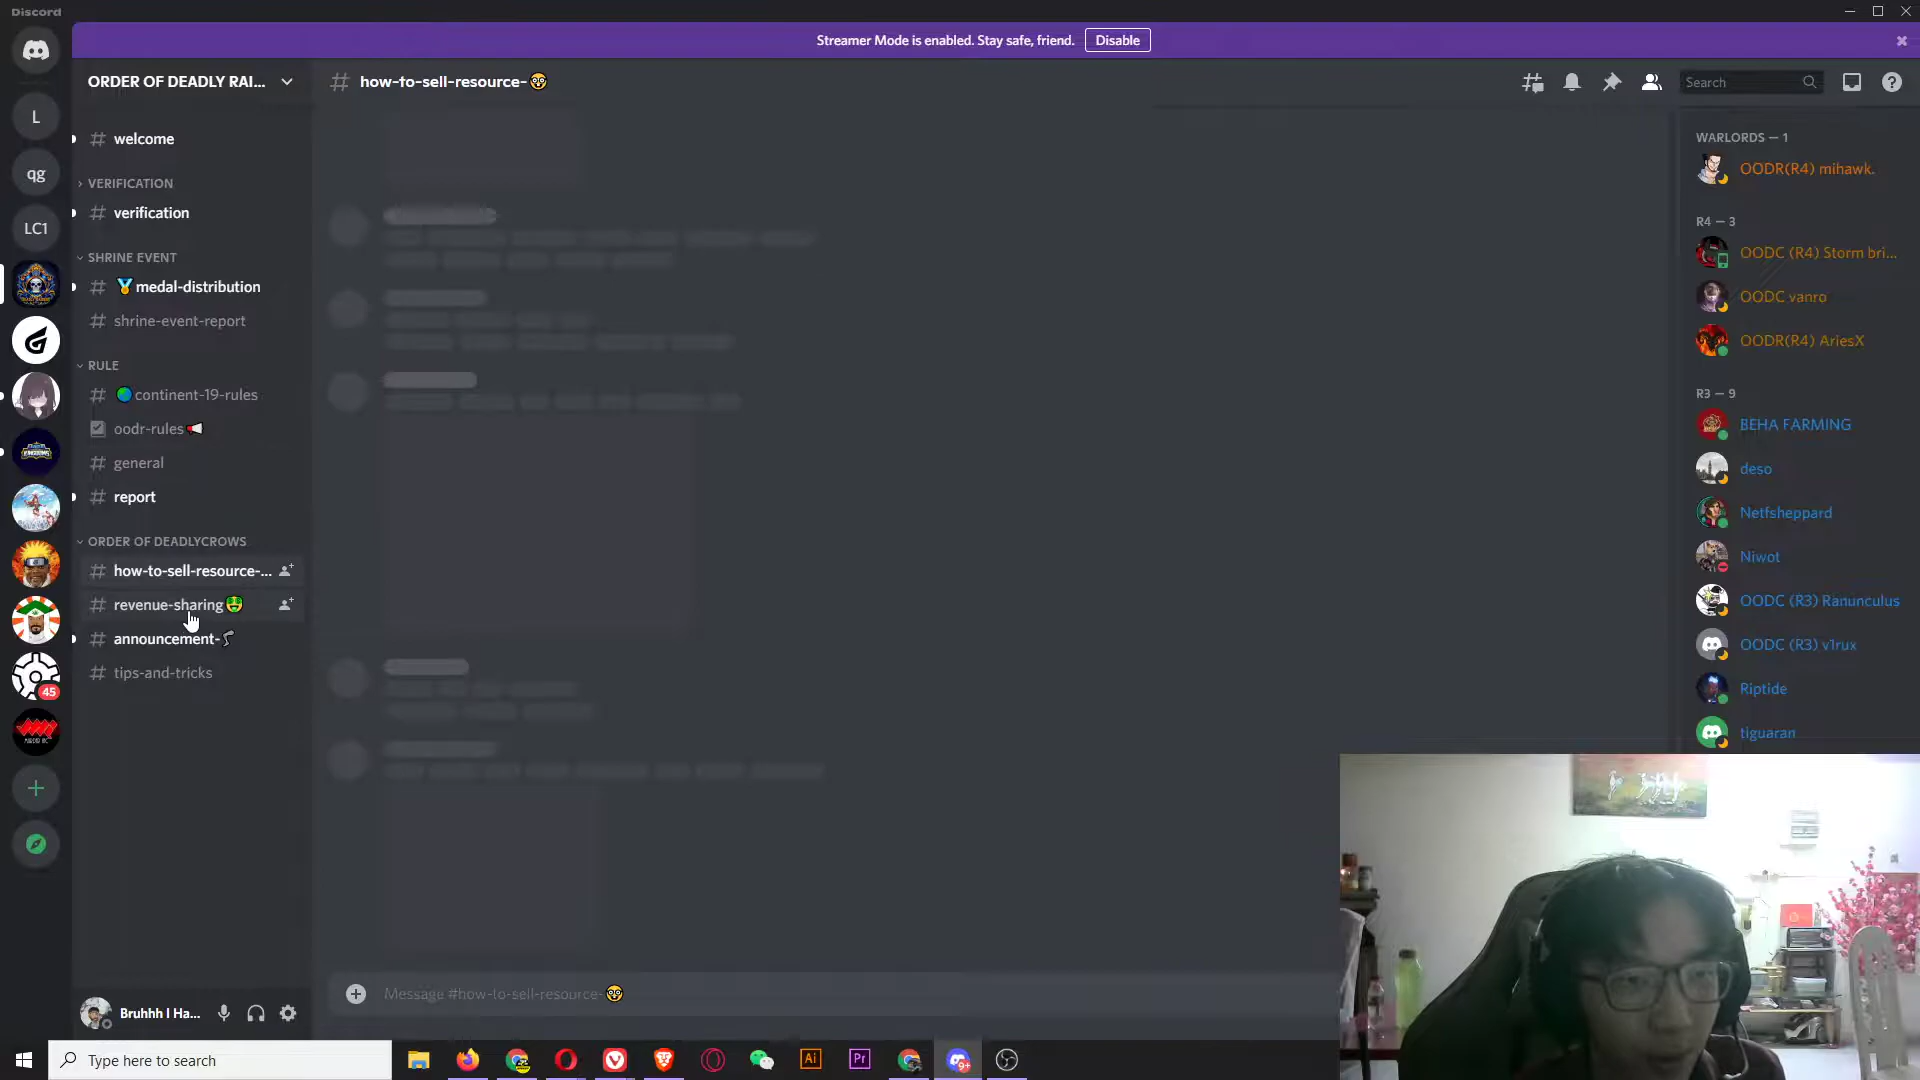 Discord
Streamer Mode is enabled. Stay safe, friend. Disable
ORDER OF DEADLY RAI...
how-to-sell-resource-🤓
Search
L
qg
LC1
45
welcome
VERIFICATION
verification
SHRINE EVENT
🏅medal-distribution
shrine-event-report
RULE
🌍continent-19-rules
oodr-rules📢
general
report
ORDER OF DEADLYCROWS
how-to-sell-resource-...
revenue-sharing🤑
announcement-
tips-and-tricks
Message #how-to-sell-resource-🤓
WARLORDS — 1
OODR(R4) mihawk.
R4 — 3
OODC (R4) Storm bri...
OODC vanro
OODR(R4) AriesX
R3 — 9
BEHA FARMING
deso
Netfsheppard
Niwot
OODC (R3) Ranunculus
OODC (R3) v1rux
Riptide
tiguaran
Bruhhh I Ha...
Type here to search
Ai
Pr
9+